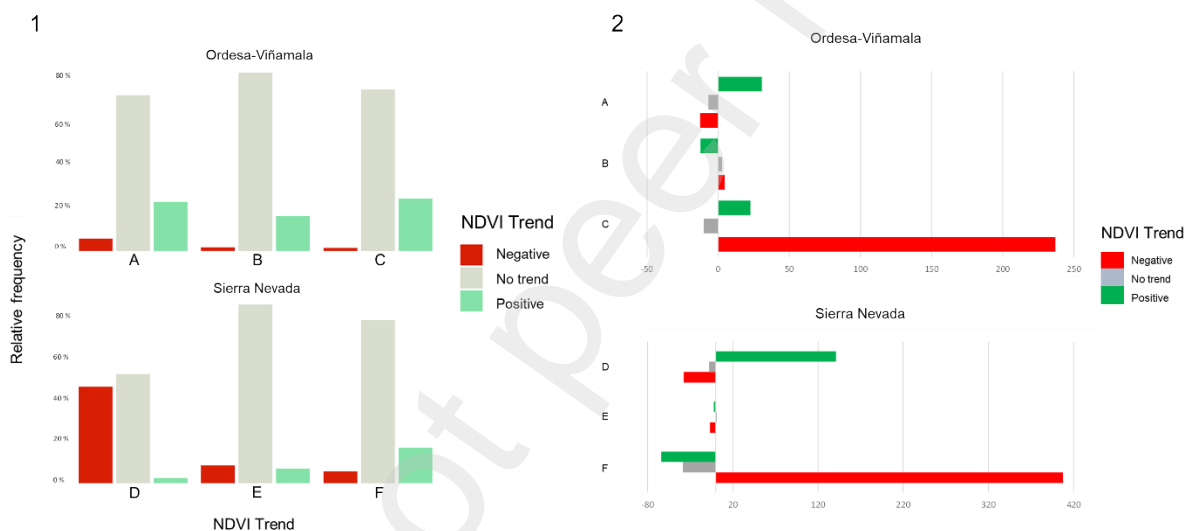 1
Ordesa-Viñamala
80 %
60 %
40 %
20 %
0 %
A
B
C
Sierra Nevada
80 %
60 %
40 %
20 %
0 %
D
E
F
Relative frequency
NDVI Trend
NDVI Trend
Negative
No trend
Positive
2
Ordesa-Viñamala
A
B
C
-50
0
50
100
150
200
250
Sierra Nevada
D
E
F
-80
20
120
220
320
420
NDVI Trend
Negative
No trend
Positive
ot peer